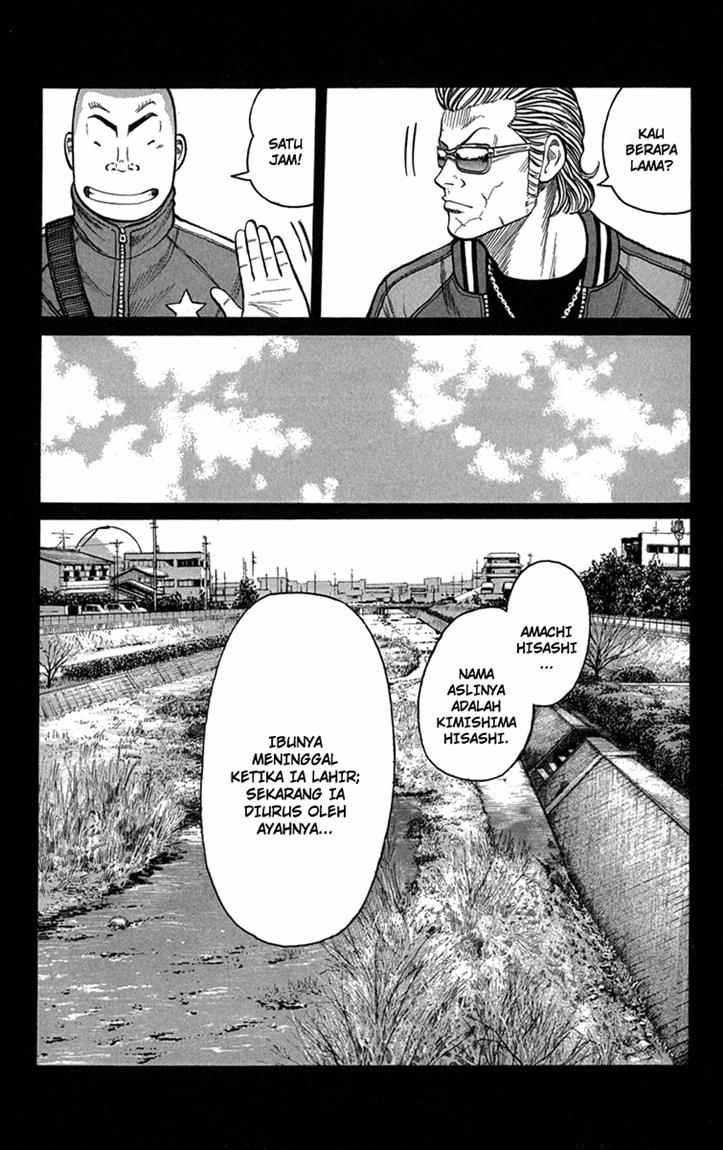 KAU
BERAPA
LAMA?
SATU
JAM!
AMACHI
HISASHI
...
NAMA
ASLINYA
ADALAH
KIMISHIMA
HISASHI.
IBUNYA
MENINGGAL
KETIKA IA LAHIR;
SEKARANG IA
DIURUS OLEH
AYAHNYA...